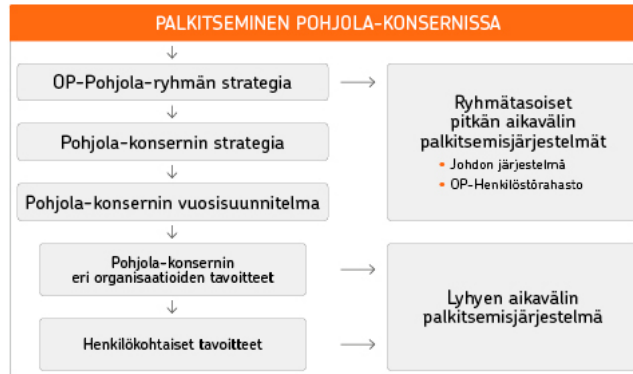 PALKITSEMINEN POHJOLA-KONSERNISSA
OP-Pohjola-ryhmän strategia
Pohjola-konsernin strategia
Pohjola-konsernin vuosisuunnitelma
Pohjola-konsernin
eri organisaatioiden tavoitteet
Henkilökohtaiset tavoitteet
Ryhmätasoiset
pitkän aikavälin
palkitsemisjärjestelmät
• Johdon järjestelmä
• OP-Henkilöstörahasto
Lyhyen aikavälin
palkitsemisjärjestelmä